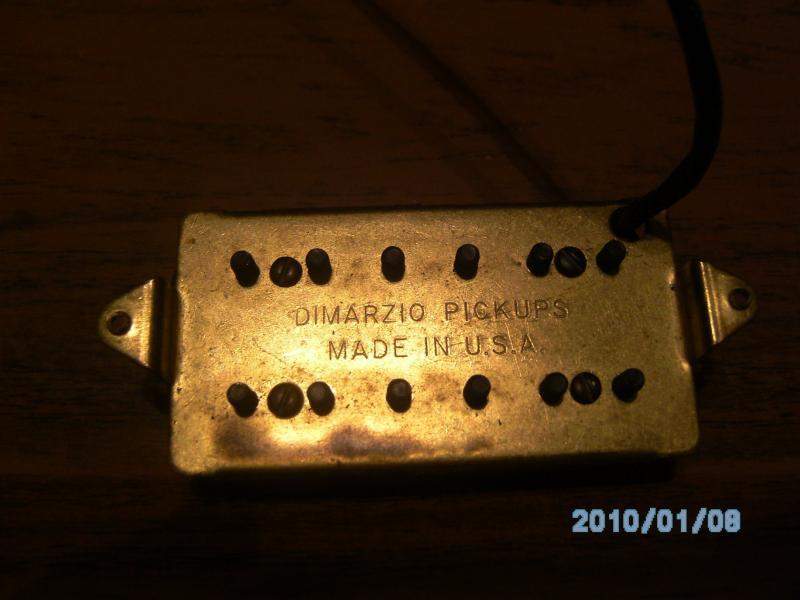 DIMARZIO PICKUPS
MADE IN U.S.A.
2010/01/08